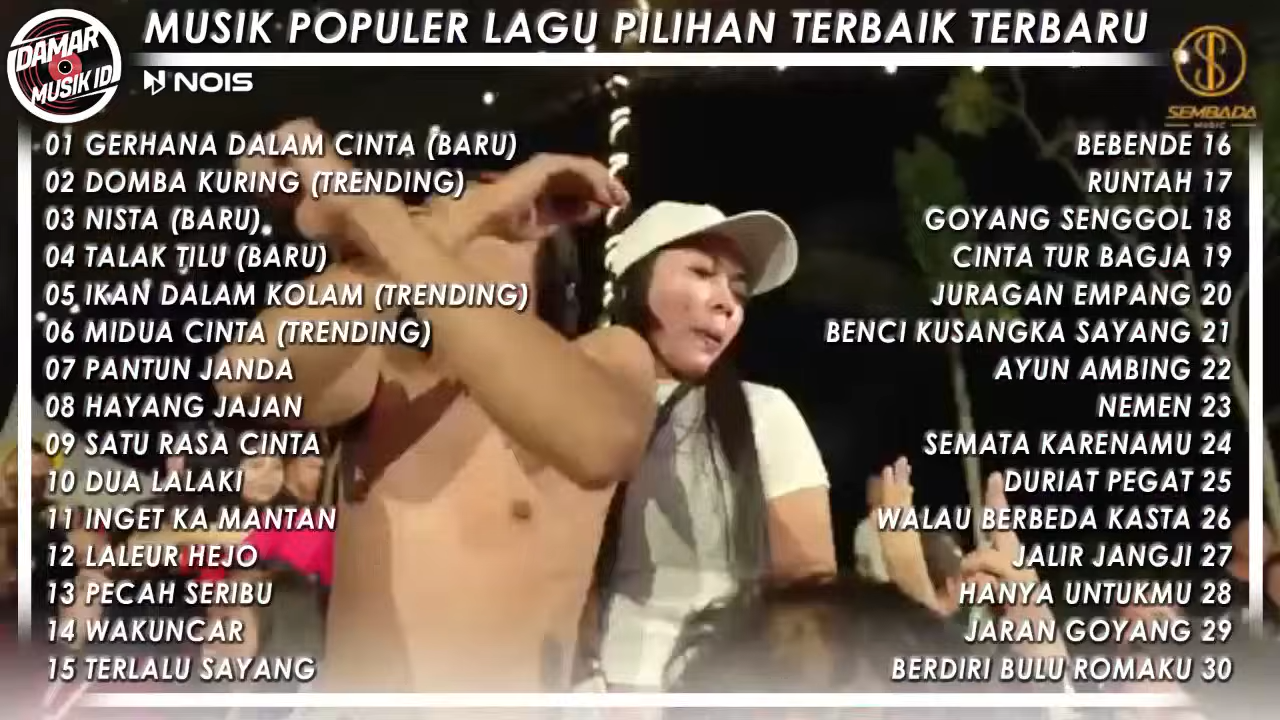 DAMAR
MUSIK ID
MUSIK POPULER LAGU PILIHAN TERBAIK TERBARU
NOIS
SEMBADA
MUSIC
01 GERHANA DALAM CINTA (BARU)
02 DOMBA KURING (TRENDING)
03 NISTA (BARU)
04 TALAK TILU (BARU)
05 IKAN DALAM KOLAM (TRENDING)
06 MIDUA CINTA (TRENDING)
07 PANTUN JANDA
08 HAYANG JAJAN
09 SATU RASA CINTA
10 DUA LALAKI
11 INGET KA MANTAN
12 LALEUR HEJO
13 PECAH SERIBU
14 WAKUNCAR
15 TERLALU SAYANG
BEBENDE 16
RUNTAH 17
GOYANG SENGGOL 18
CINTA TUR BAGJA 19
JURAGAN EMPANG 20
BENCI KUSANGKA SAYANG 21
AYUN AMBING 22
NEMEN 23
SEMATA KARENAMU 24
DURIAT PEGAT 25
WALAU BERBEDA KASTA 26
JALIR JANGJI 27
HANYA UNTUKMU 28
JARAN GOYANG 29
BERDIRI BULU ROMAKU 30